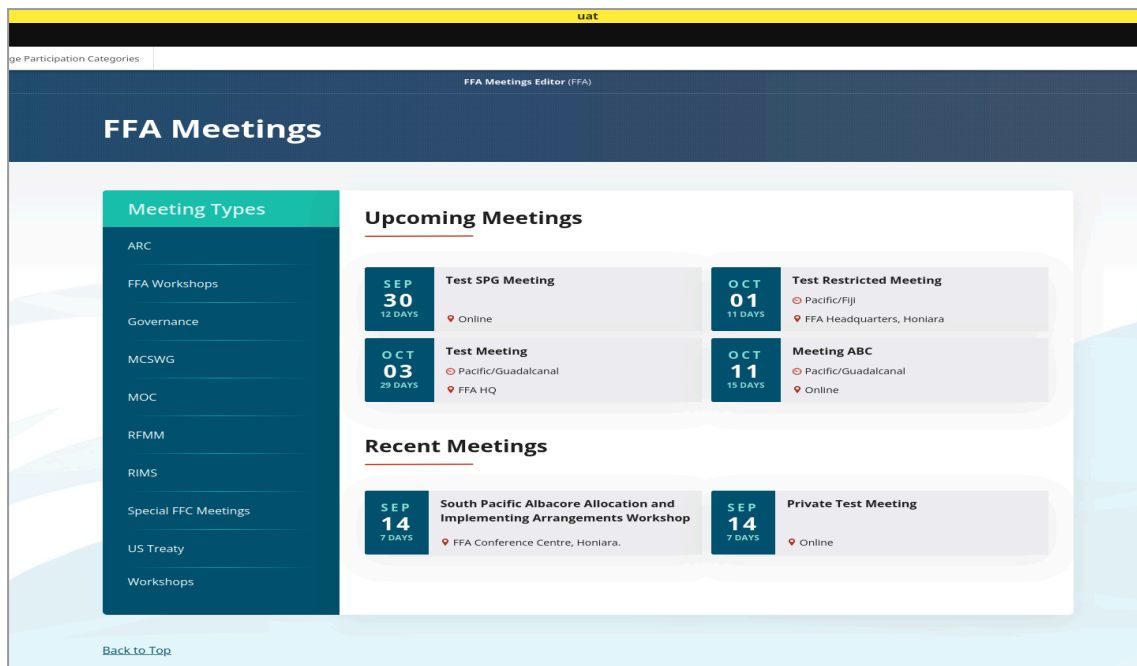 uat
ge Participation Categories
FFA Meetings Editor (FFA)
FFA Meetings
Meeting Types
ARC
FFA Workshops
Governance
MCSWG
MOC
RFMM
RIMS
Special FFC Meetings
US Treaty
Workshops
Upcoming Meetings
SEP
30
12 DAYS
Test SPG Meeting
Online
OCT
01
11 DAYS
Test Restricted Meeting
Pacific/Fiji
FFA Headquarters, Honiara
OCT
03
29 DAYS
Test Meeting
Pacific/Guadalcanal
FFA HQ
OCT
11
15 DAYS
Meeting ABC
Pacific/Guadalcanal
Online
Recent Meetings
SEP
14
7 DAYS
South Pacific Albacore Allocation and
Implementing Arrangements Workshop
FFA Conference Centre, Honiara.
SEP
14
7 DAYS
Private Test Meeting
Online
Back to Top